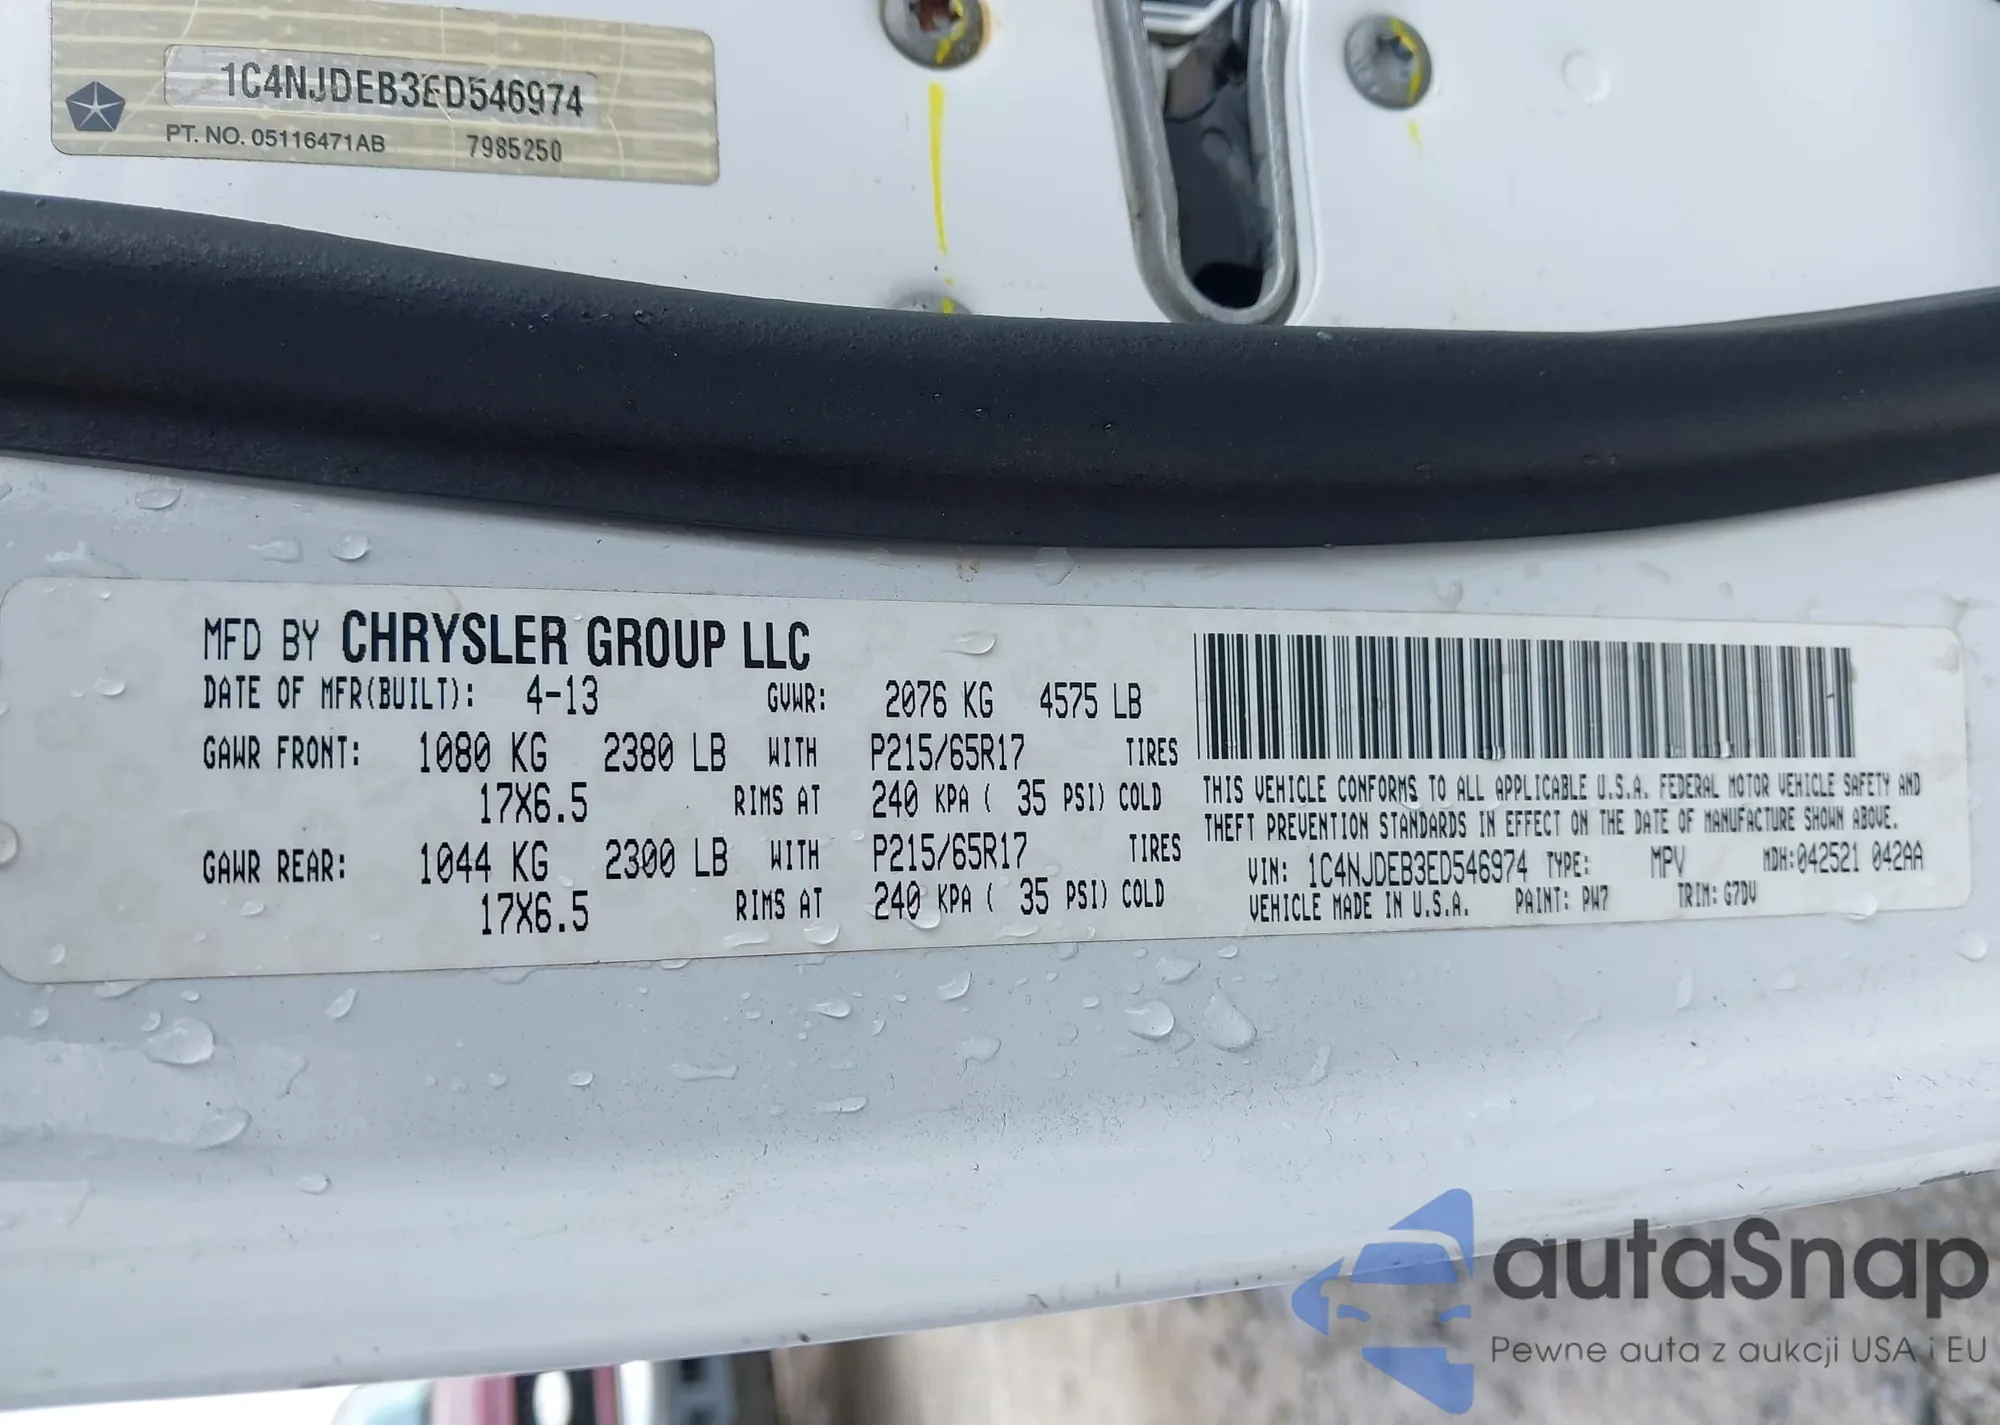 1C4NJDEB3ED546974
PT. NO. 05116471AB 7985250
MFD BY CHRYSLER GROUP LLC
DATE OF MFR(BUILT): 4-13 GVWR: 2076 KG 4575 LB
GAWR FRONT: 1080 KG 2380 LB WITH P215/65R17 TIRES
17X6.5 RIMS AT 240 KPA ( 35 PSI) COLD
GAWR REAR: 1044 KG 2300 LB WITH P215/65R17 TIRES
17X6.5 RIMS AT 240 KPA ( 35 PSI) COLD
THIS VEHICLE CONFORMS TO ALL APPLICABLE U.S.A. FEDERAL MOTOR VEHICLE SAFETY AND
THEFT PREVENTION STANDARDS IN EFFECT ON THE DATE OF MANUFACTURE SHOWN ABOVE.
VIN: 1C4NJDEB3ED546974 TYPE: MPV MDH:042521 042AA
VEHICLE MADE IN U.S.A. PAINT: PW7 TRIM: G7DV
autaSnap
Pewne auta z aukcji USA i EU